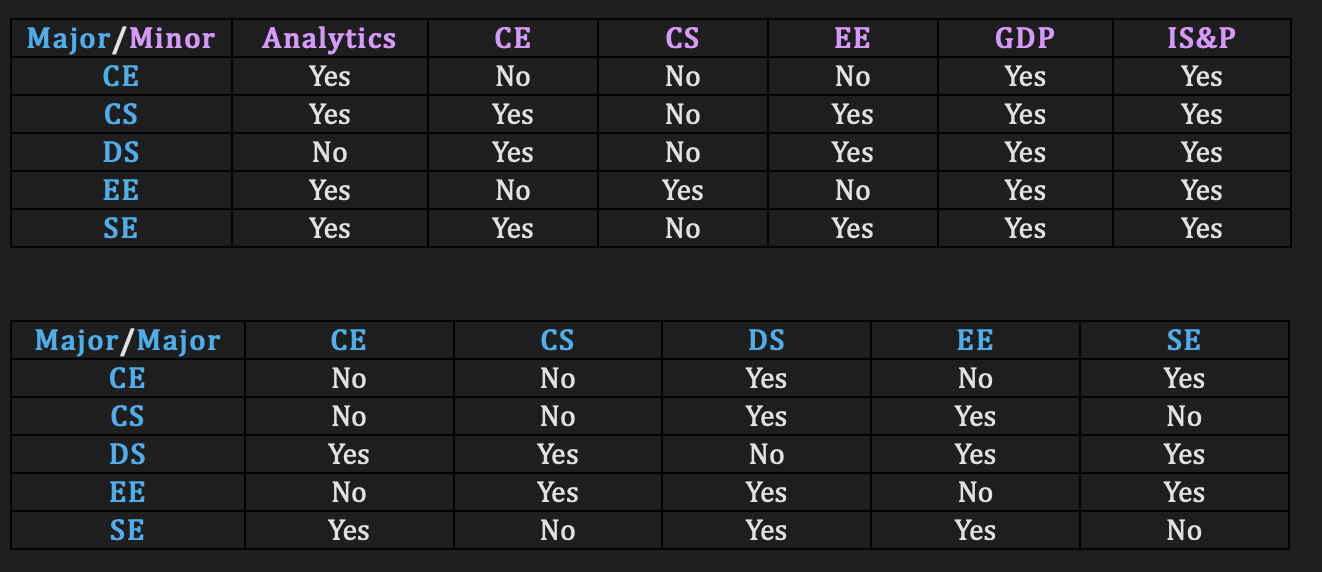 Major/Minor Analytics CE CS EE GDP IS&P
CE Yes No No No Yes Yes
CS Yes Yes No Yes Yes Yes
DS No Yes No Yes Yes Yes
EE Yes No Yes No Yes Yes
SE Yes Yes No Yes Yes Yes
Major/Major CE CS DS EE SE
CE No No Yes No Yes
CS No No Yes Yes No
DS Yes Yes No Yes Yes
EE No Yes Yes No Yes
SE Yes No Yes Yes No